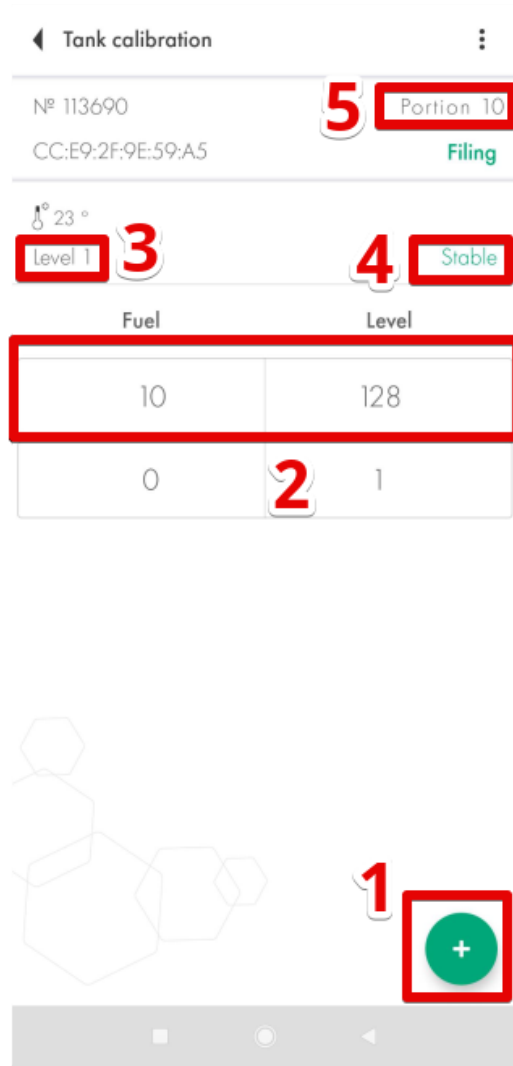 Tank calibration
Nº 113690
5
Portion 10
CC:E9:2F:9E:59:A5
Filing
23 °
Level 1
3
4
Stable
Fuel
Level
10
128
0
2
1
1
+